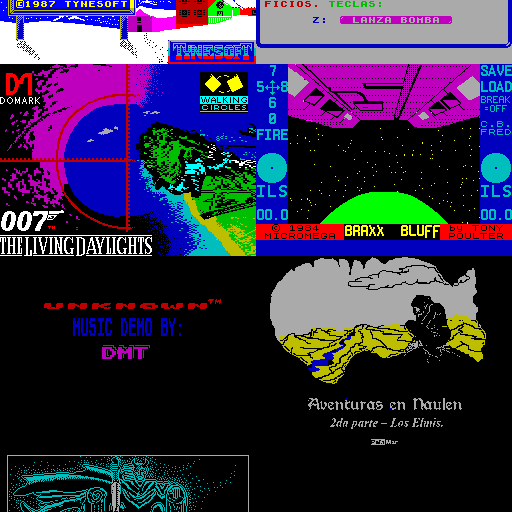 ©1987 TYNESOFT
TYNESOFT
FICIOS. TECLAS:
Z: LANZA BOMBA
DOMARK
WALKING
CIRCLES
007
THE LIVING DAYLIGHTS
7
5 8
6
0
FIRE
ILS
00.0
SAVE
LOAD
BREAK
=OFF
C.B.
FRED
ILS
00.0
© 1984
MICROMEGA
BRAXX BLUFF
by TONY
POULTER
UNKNOWN™
MUSIC DEMO BY:
DMT
Aventuras en Naulen
2da parte – Los Elmis.